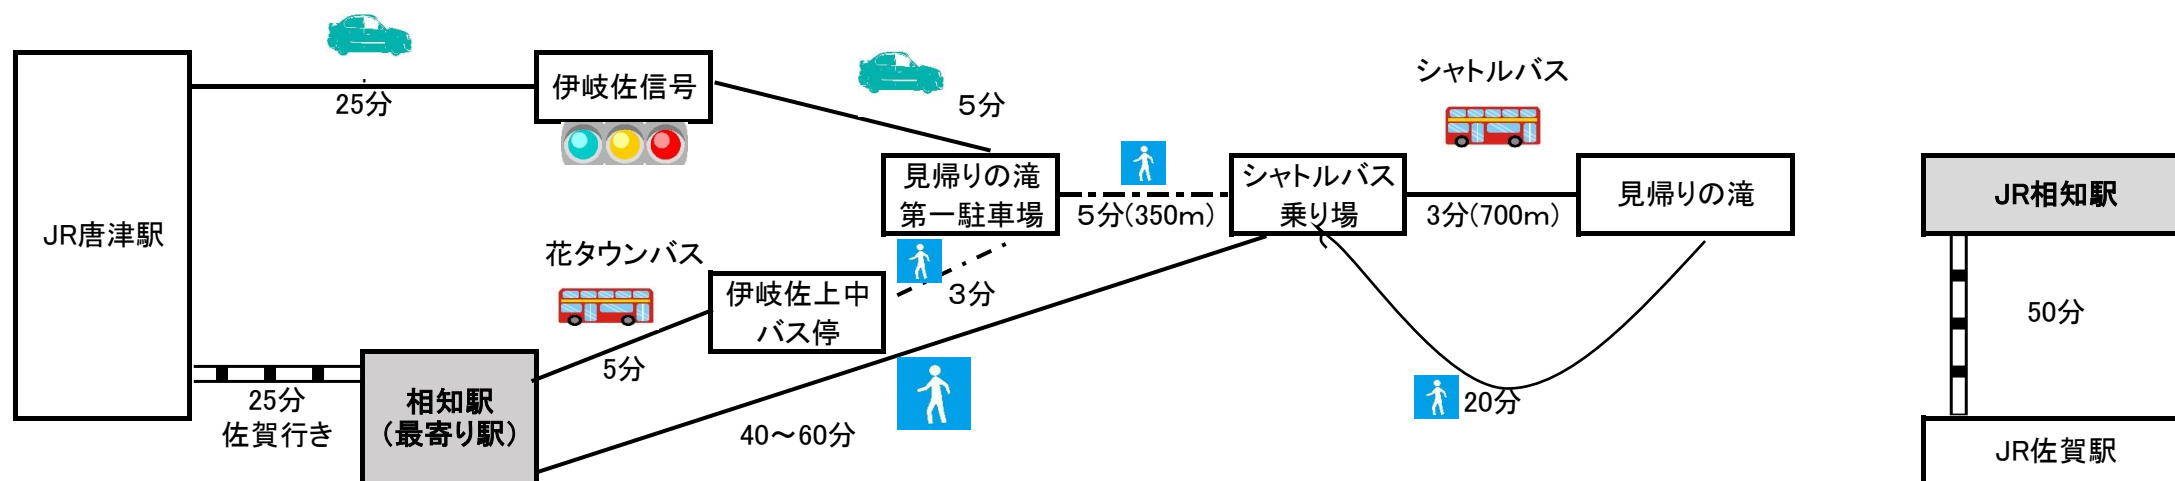 シャトルバス
伊岐佐信号
25分
5分
見帰りの滝
第一駐車場
シャトルバス
乗り場
見帰りの滝
JR相知駅
5分(350m)
3分(700m)
JR唐津駅
花タウンバス
伊岐佐上中
バス停
3分
50分
5分
相知駅
(最寄り駅)
25分
佐賀行き
20分
40～60分
JR佐賀駅